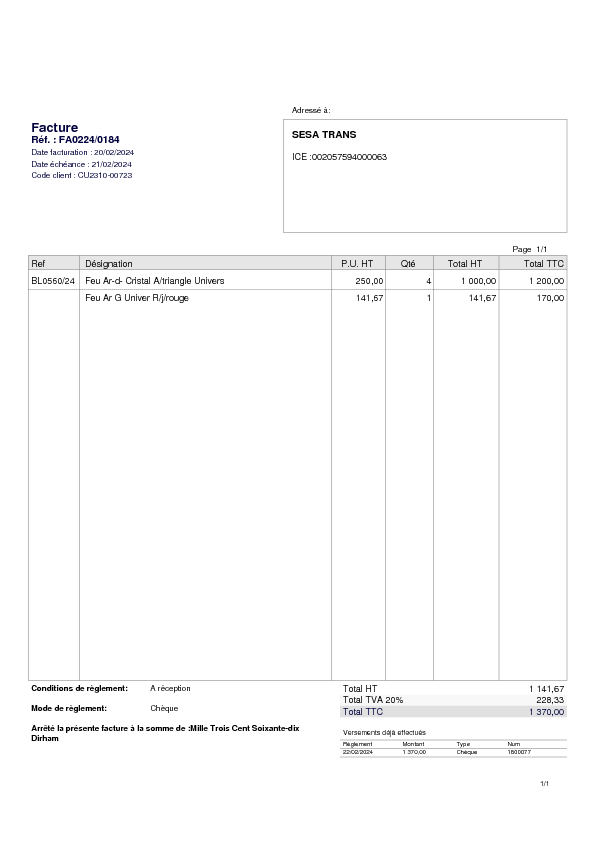 Adressé à:
Facture
Réf. : FA0224/0184
Date facturation : 20/02/2024
Date échéance : 21/02/2024
Code client : CU2310-00723
SESA TRANS
ICE :002057594000063
Page 1/1
Ref Désignation P.U. HT Qté Total HT Total TTC
BL0560/24 Feu Ar-d- Cristal A/triangle Univers 250,00 4 1 000,00 1 200,00
Feu Ar G Univer R/j/rouge 141,67 1 141,67 170,00
Conditions de règlement: A réception
Total HT 1 141,67
Total TVA 20% 228,33
Mode de règlement: Chèque
Total TTC 1 370,00
Arrêté la présente facture à la somme de :Mille Trois Cent Soixante-dix
Dirham
Versements déjà effectués
Règlement Montant Type Num
22/02/2024 1 370,00 Chèque 1800077
1/1